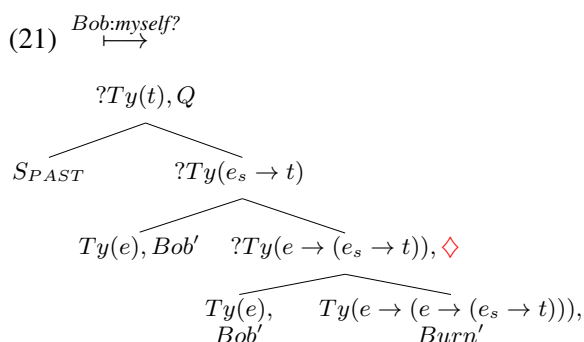 (21) Bob:myself?
↦
?Ty(t), Q
S_PAST ?Ty(e_s → t)
Ty(e), Bob′ ?Ty(e → (e_s → t)), ♢
Ty(e), Ty(e → (e → (e_s → t))),
Bob′ Burn′